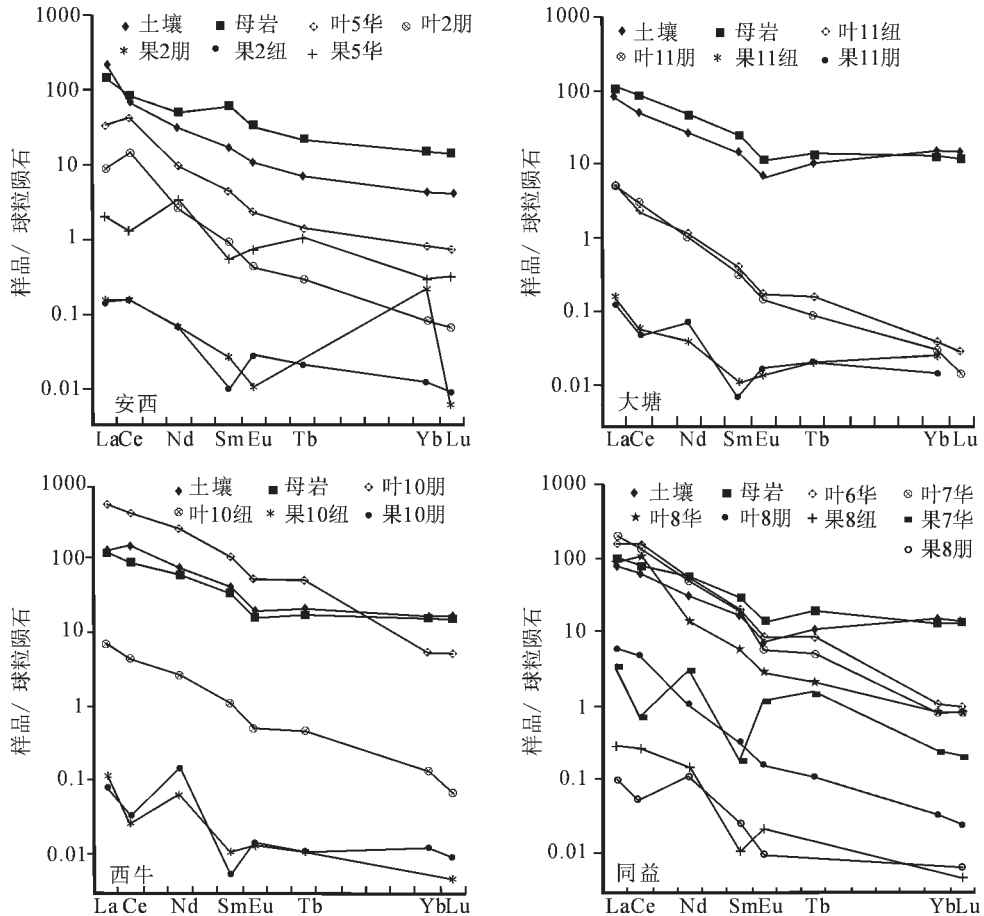 土壤 母岩 叶5华 叶2朋
果2朋 果2纽 果5华
1000
100
10
1
0.1
0.01
样品/ 球粒陨石
安西
La Ce Nd Sm Eu Tb Yb Lu
土壤 母岩 叶11纽
叶11朋 果11纽 果11朋
1000
100
10
1
0.1
0.01
样品/ 球粒陨石
大塘
La Ce Nd Sm Eu Tb Yb Lu
土壤 母岩 叶10朋
叶10纽 果10纽 果10朋
1000
100
10
1
0.1
0.01
样品/ 球粒陨石
西牛
La Ce Nd Sm Eu Tb Yb Lu
土壤 母岩 叶6华 叶7华
叶8华 叶8朋 果8纽 果7华
果8朋
1000
100
10
1
0.1
0.01
样品/ 球粒陨石
同益
La Ce Nd Sm Eu Tb Yb Lu